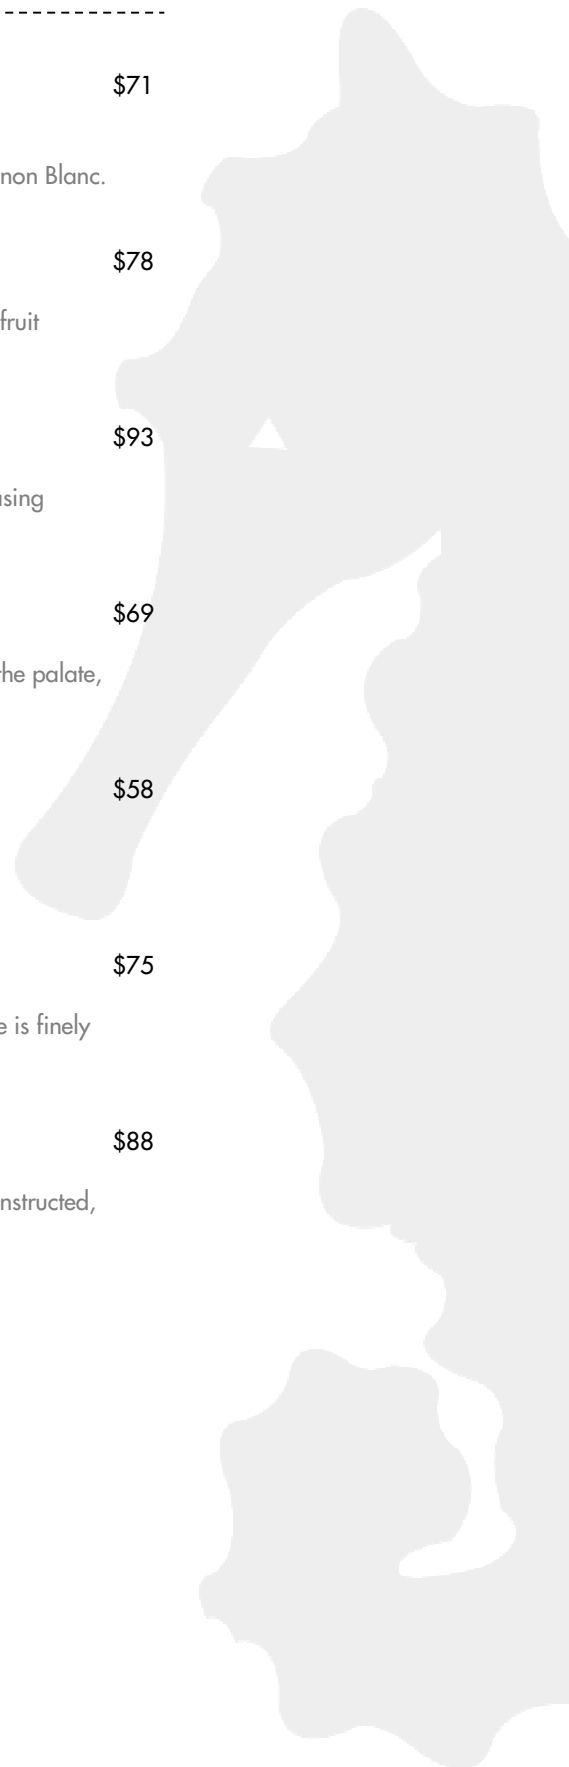 $71
non Blanc.
$78
fruit
$93
using
$69
the palate,
$58
$75
e is finely
$88
nstructed,